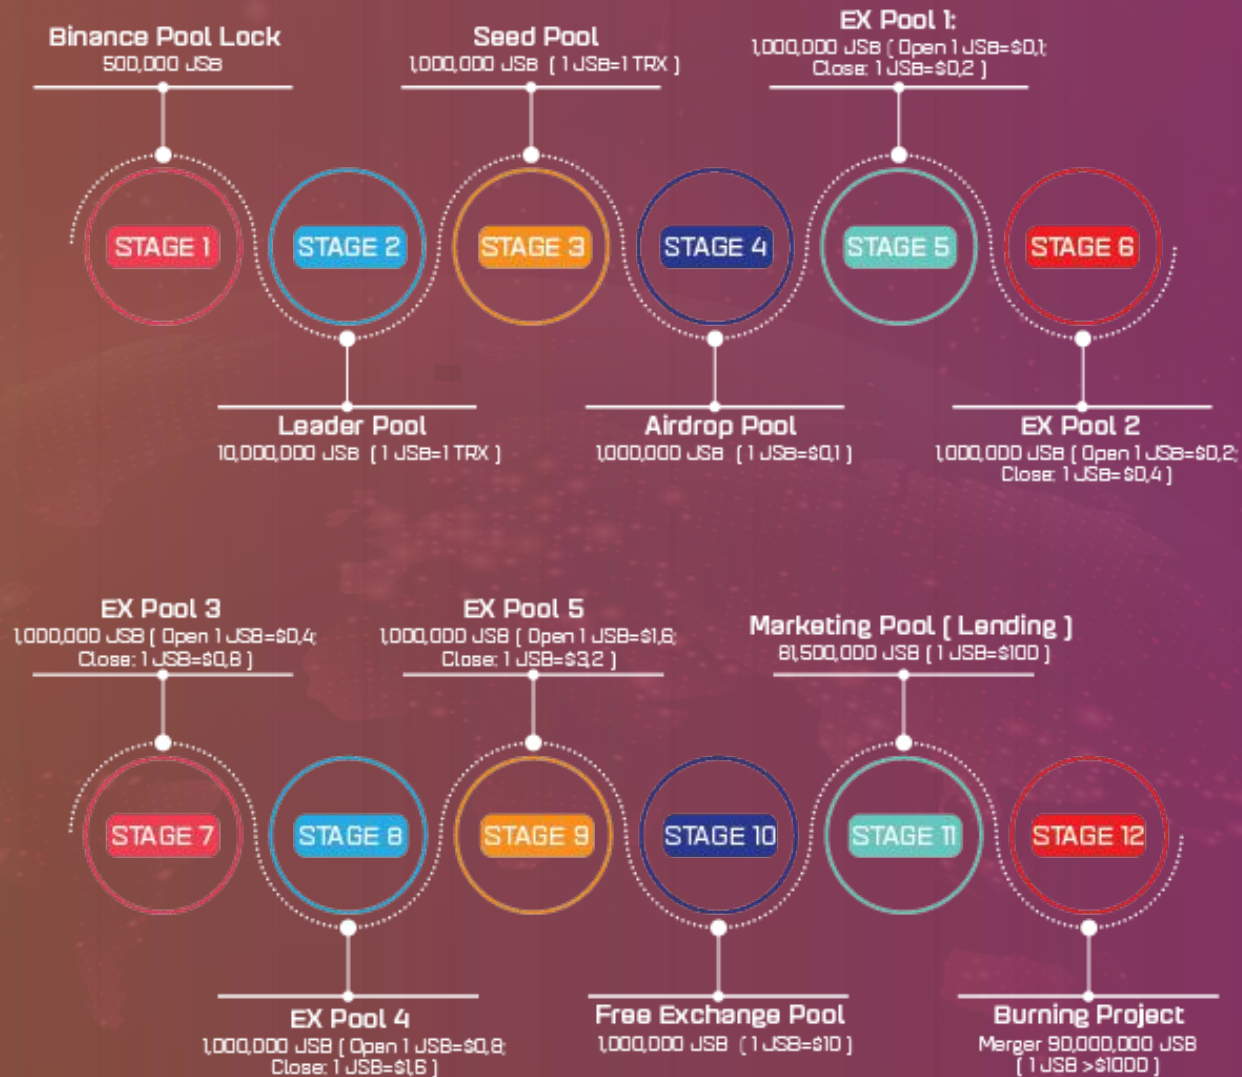 Binance Pool Lock
500,000 JSB
STAGE 1
STAGE 2
Leader Pool
10,000,000 JSB ( 1 JSB=1 TRX )
Seed Pool
1,000,000 JSB ( 1 JSB=1 TRX )
STAGE 3
STAGE 4
Airdrop Pool
1,000,000 JSB ( 1 JSB=$0,1 )
EX Pool 1:
1,000,000 JSB ( Open 1 JSB=$0,1;
Close: 1 JSB=$0,2 )
STAGE 5
STAGE 6
EX Pool 2
1,000,000 JSB ( Open 1 JSB=$0,2;
Close: 1 JSB=$0,4 )
EX Pool 3
1,000,000 JSB ( Open 1 JSB=$0,4;
Close: 1 JSB=$0,8 )
STAGE 7
STAGE 8
EX Pool 4
1,000,000 JSB ( Open 1 JSB=$0,8;
Close: 1 JSB=$1,6 )
EX Pool 5
1,000,000 JSB ( Open 1 JSB=$1,6;
Close: 1 JSB=$3,2 )
STAGE 9
STAGE 10
Free Exchange Pool
1,000,000 JSB ( 1 JSB=$10 )
Marketing Pool ( Lending )
81,500,000 JSB ( 1 JSB=$100 )
STAGE 11
STAGE 12
Burning Project
Merger 90,000,000 JSB
( 1 JSB >$1000 )